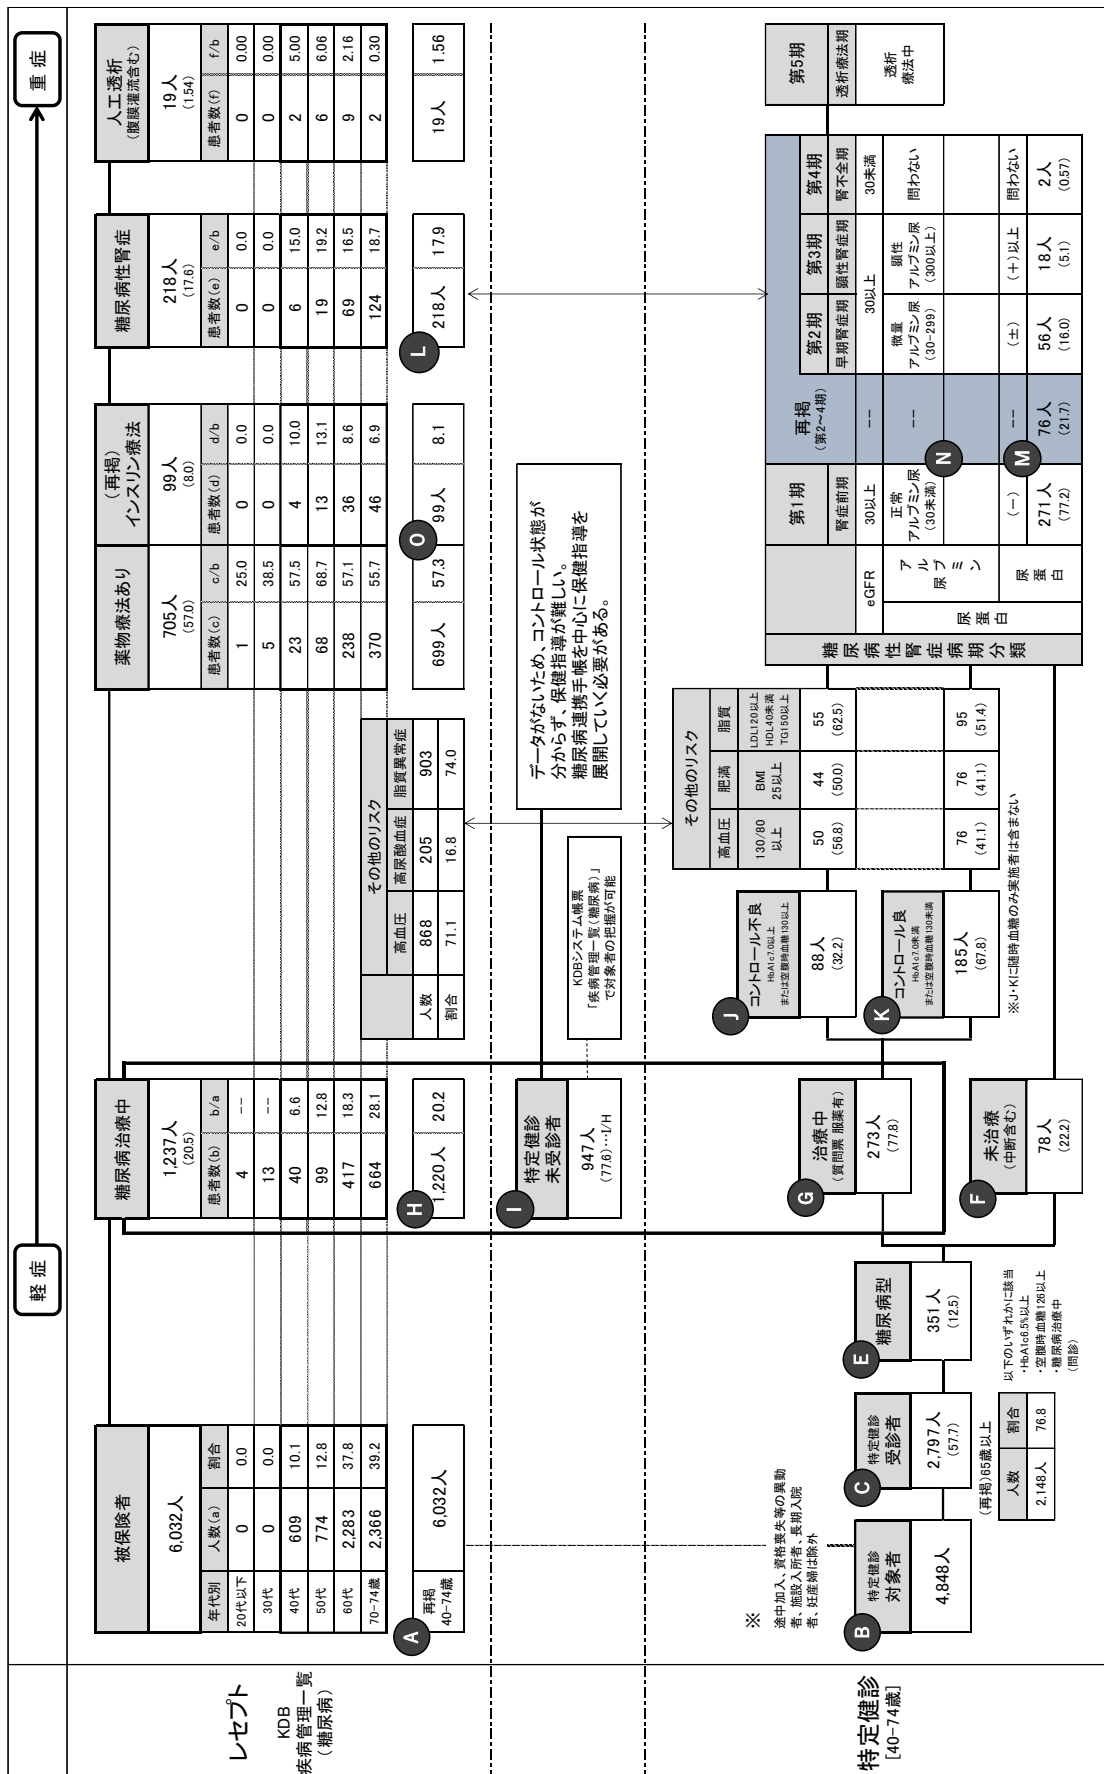 軽症
重症
レセプト
KDB
疾病管理一覧
(糖尿病)
被保険者
6,032人
年代別 人数(a) 割合
20代以下 0 0.0
30代 0 0.0
40代 609 10.1
50代 774 12.8
60代 2,283 37.8
70-74歳 2,366 39.2
A
再掲
40-74歳
6,032人
糖尿病治療中
1,237人
(20.5)
患者数(b) b/a
4 --
13 --
40 6.6
99 12.8
417 18.3
664 28.1
H
1,220人 20.2
その他のリスク
高血圧 高尿酸血症 脂質異常症
人数 868 205 903
割合 71.1 16.8 74.0
薬物療法あり
705人
(57.0)
患者数(c) c/b
1 25.0
5 38.5
23 57.5
68 68.7
238 57.1
370 55.7
699人 57.3
(再掲)
インスリン療法
99人
(8.0)
患者数(d) d/b
0 0.0
0 0.0
4 10.0
13 13.1
36 8.6
46 6.9
O
99人 8.1
糖尿病性腎症
218人
(17.6)
患者数(e) e/b
0 0.0
0 0.0
6 15.0
19 19.2
69 16.5
124 18.7
L
218人 17.9
人工透析
(腹膜灌流含む)
19人
(1.54)
患者数(f) f/b
0 0.00
0 0.00
2 5.00
6 6.06
9 2.16
2 0.30
19人 1.56
I
特定健診
未受診者
947人
(77.6)…I/H
KDBシステム帳票
「疾病管理一覧(糖尿病)」
で対象者の把握が可能
データがないため、コントロール状態が
分からず、保健指導が難しい。
糖尿病連携手帳を中心に保健指導を
展開していく必要がある。
特定健診
[40-74歳]
※
途中加入、資格喪失等の異動
者、施設入所者、長期入院
者、妊産婦は除外
B
特定健診
対象者
4,848人
C
特定健診
受診者
2,797人
(57.7)
(再掲)65歳以上
人数 割合
2,148人 76.8
E
糖尿病型
351人
(12.5)
以下のいずれかに該当
・HbA1c6.5%以上
・空腹時血糖126以上
・糖尿病治療中
(問診)
G
治療中
(質問票 服薬有)
273人
(77.8)
F
未治療
(中断含む)
78人
(22.2)
J
コントロール不良
HbA1c7.0以上
または空腹時血糖130以上
88人
(32.2)
K
コントロール良
HbA1c7.0未満
または空腹時血糖130未満
185人
(67.8)
※J・Kに随時血糖のみ実施者は含まない
その他のリスク
高血圧 肥満 脂質
130/80
以上
BMI
25以上
LDL120以上
HDL40未満
TG150以上
50 44 55
(56.8) (50.0) (62.5)
76 76 95
(41.1) (41.1) (51.4)
糖尿病性腎症病期分類
第1期
再掲
(第2~4期)
第2期 第3期 第4期
腎症前期 早期腎症期 顕性腎症期 腎不全期
eGFR 30以上 -- 30以上 30未満
尿蛋白
アルブミン尿
正常
アルブミン尿
(30未満)
--
微量
アルブミン尿
(30-299)
顕性
アルブミン尿
(300以上)
問わない
N
尿蛋白
M
(-) -- (±) (+)以上 問わない
271人 76人 56人 18人 2人
(77.2) (21.7) (16.0) (5.1) (0.57)
第5期
透析療法期
透析
療法中